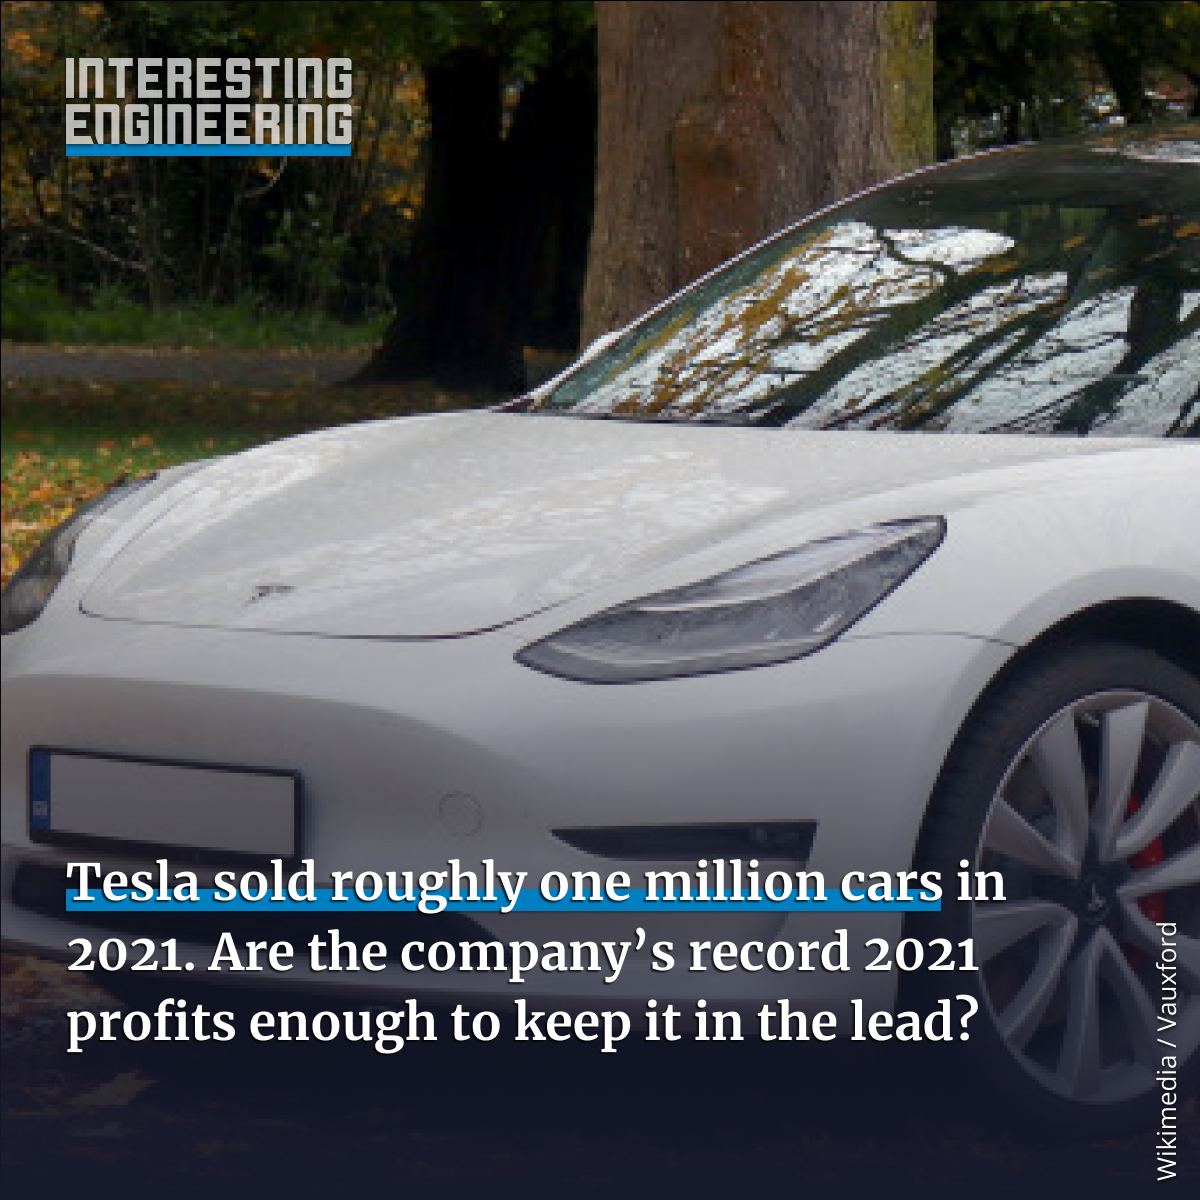 INTERESTING
ENGINEERING
Tesla sold roughly one million cars in
2021. Are the company’s record 2021
profits enough to keep it in the lead?
Wikimedia / Vauxford